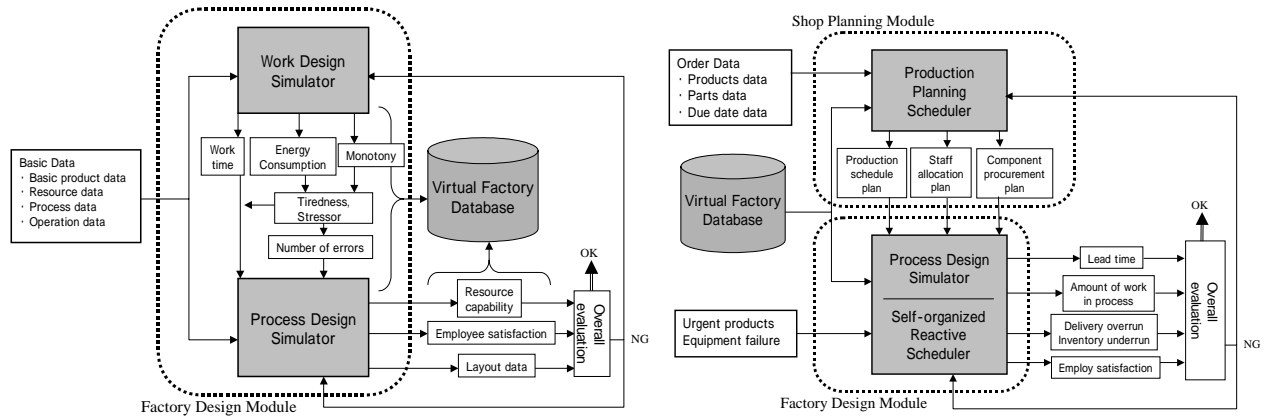 Work Design
Simulator
Work
time
Energy
Consumption
Monotony
Basic Data
・ Basic product data
・ Resource data
・ Process data
・ Operation data
Tiredness,
Stressor
Number of errors
Virtual Factory
Database
Process Design
Simulator
Resource
capability
Employee satisfaction
Layout data
OK
Overall
evaluation
NG
Factory Design Module
Shop Planning Module
Order Data
・ Products data
・ Parts data
・ Due date data
Production
Planning
Scheduler
Production
schedule
plan
Staff
allocation
plan
Component
procurement
plan
Virtual Factory
Database
Process Design
Simulator
Self-organized
Reactive
Scheduler
Urgent products
Equipment failure
Lead time
Amount of work
in process
Delivery overrun
Inventory underrun
Employ satisfaction
OK
Overall
evaluation
NG
Factory Design Module